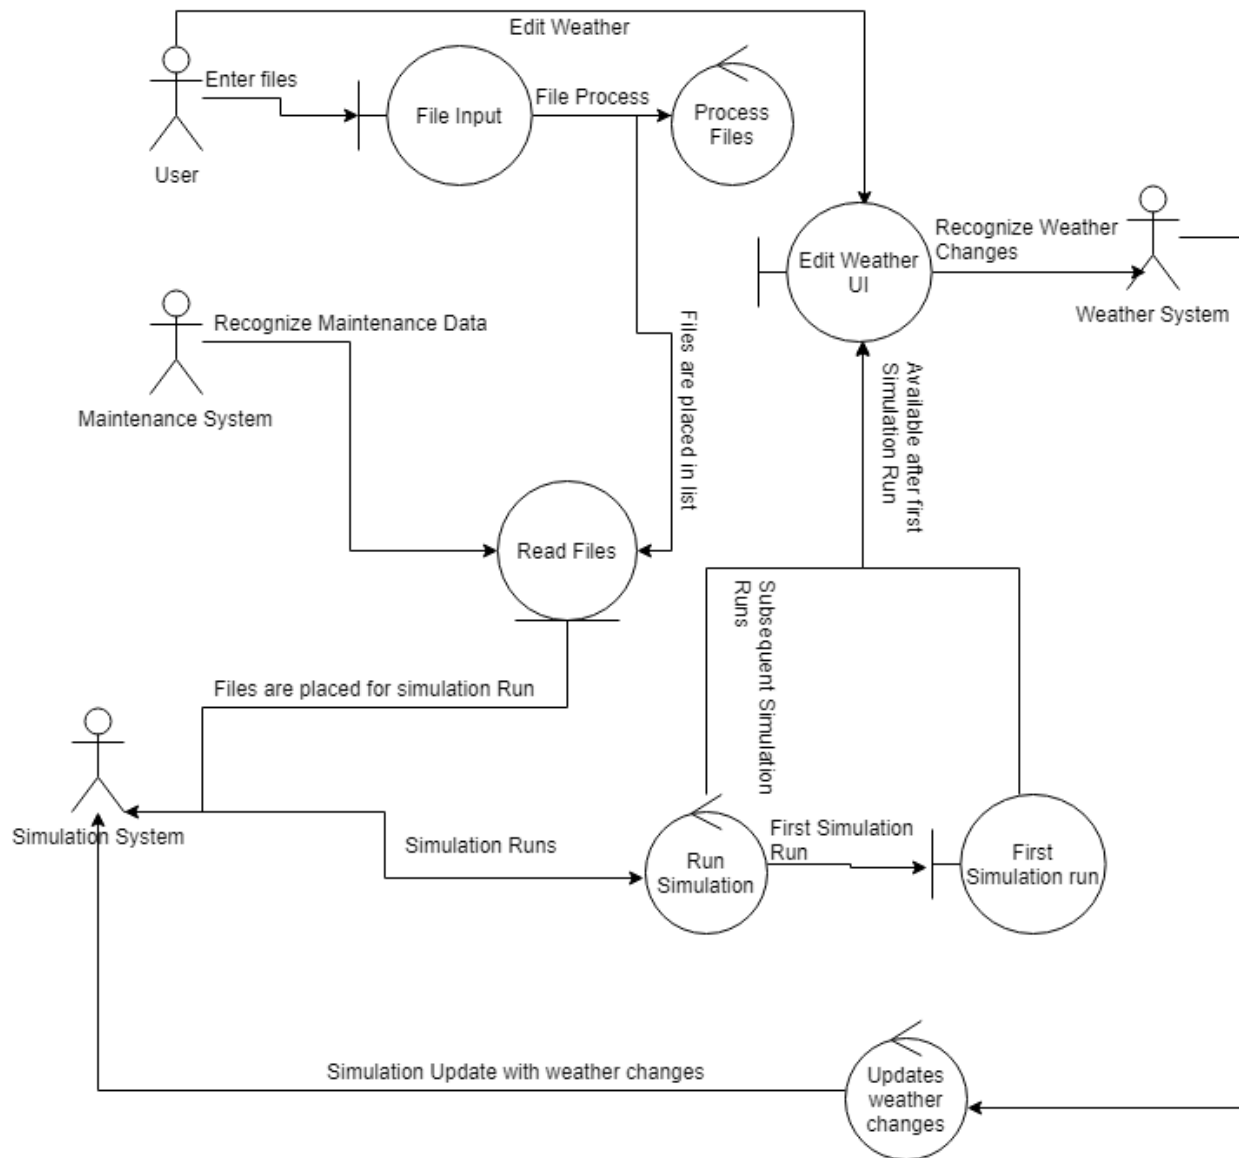 Edit Weather
Enter files
File Process
File Input
Process
Files
User
Recognize Weather
Changes
Edit Weather
UI
Weather System
Recognize Maintenance Data
Maintenance System
Files are placed in list
Available after first
Simulation Run
Read Files
Subsequent Simulation
Runs
Files are placed for simulation Run
Simulation System
Simulation Runs
First Simulation
Run
Run
Simulation
First
Simulation run
Simulation Update with weather changes
Updates
weather
changes